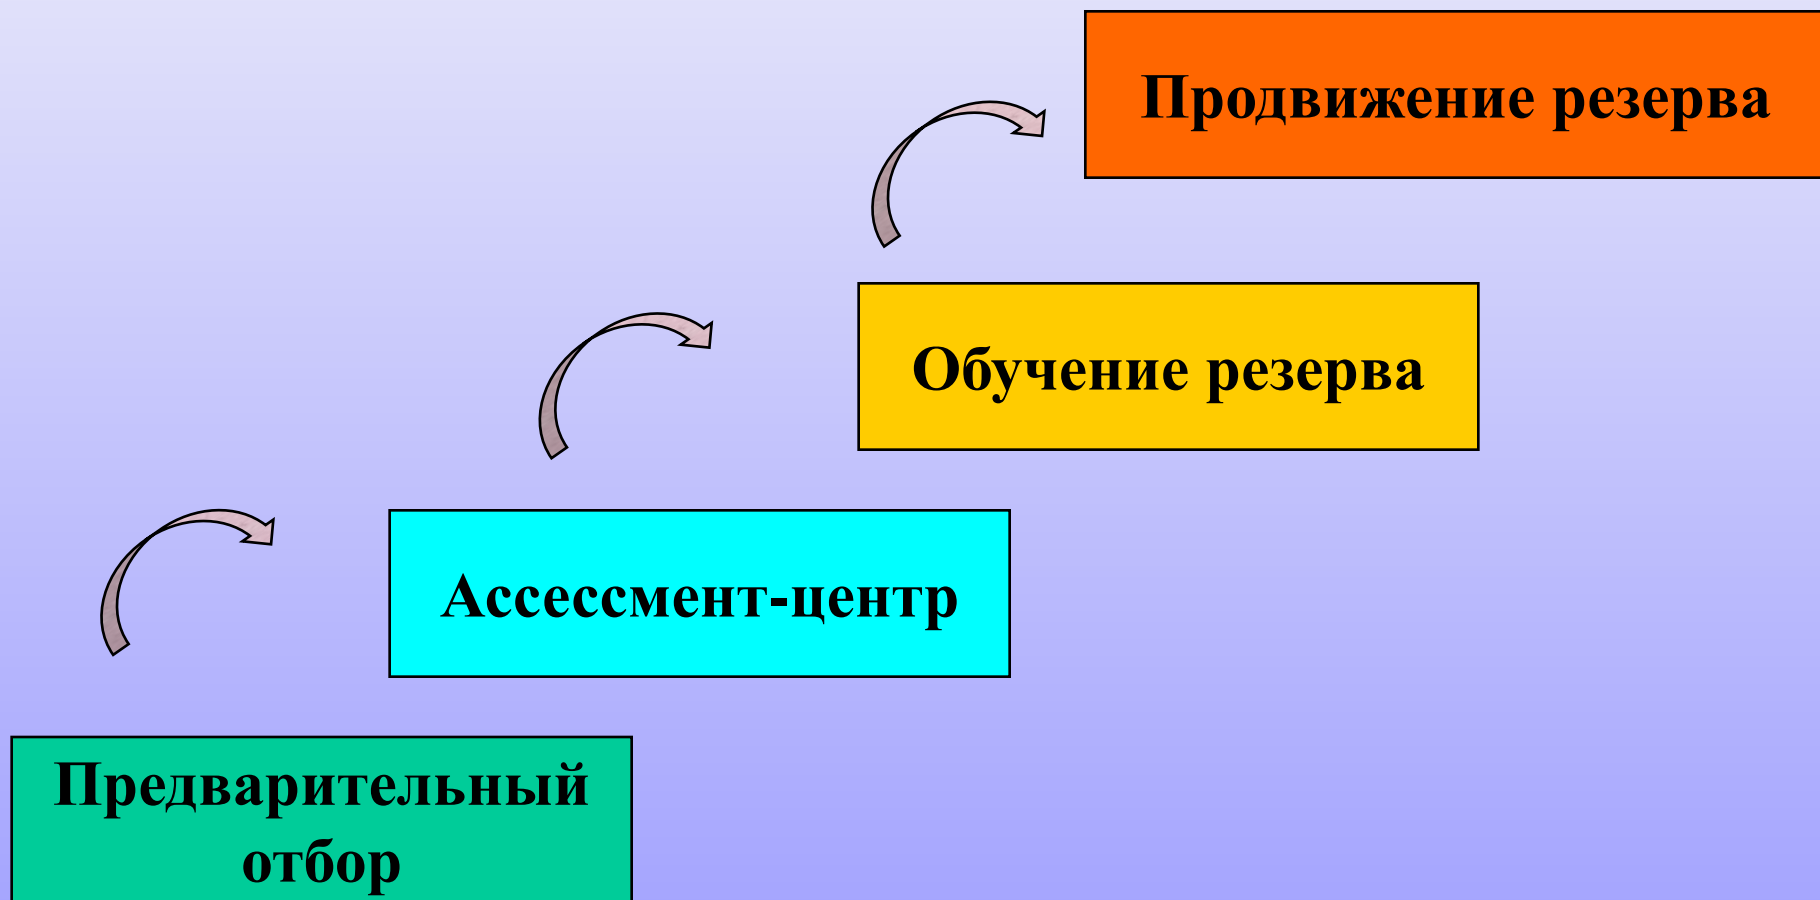 Продвижение резерва
Обучение резерва
Ассессмент-центр
Предварительный
отбор